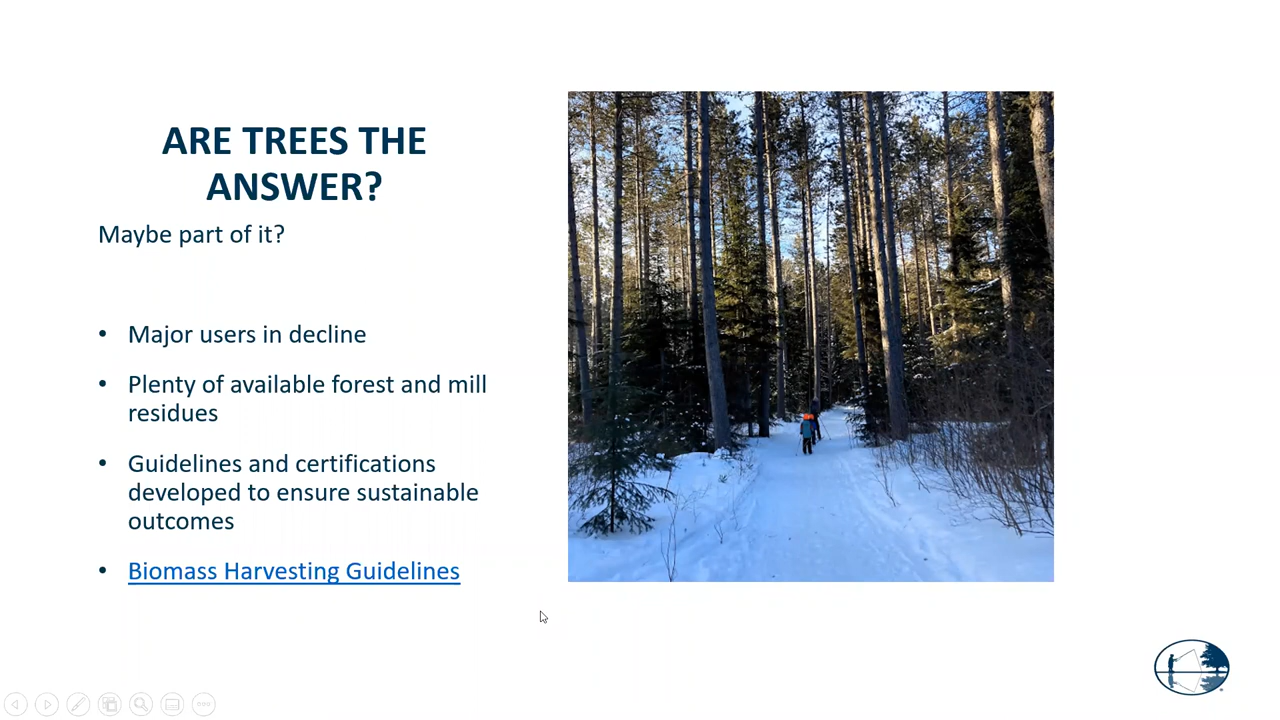 ARE TREES THE
ANSWER?
Maybe part of it?
• Major users in decline
• Plenty of available forest and mill
residues
• Guidelines and certifications
developed to ensure sustainable
outcomes
• Biomass Harvesting Guidelines